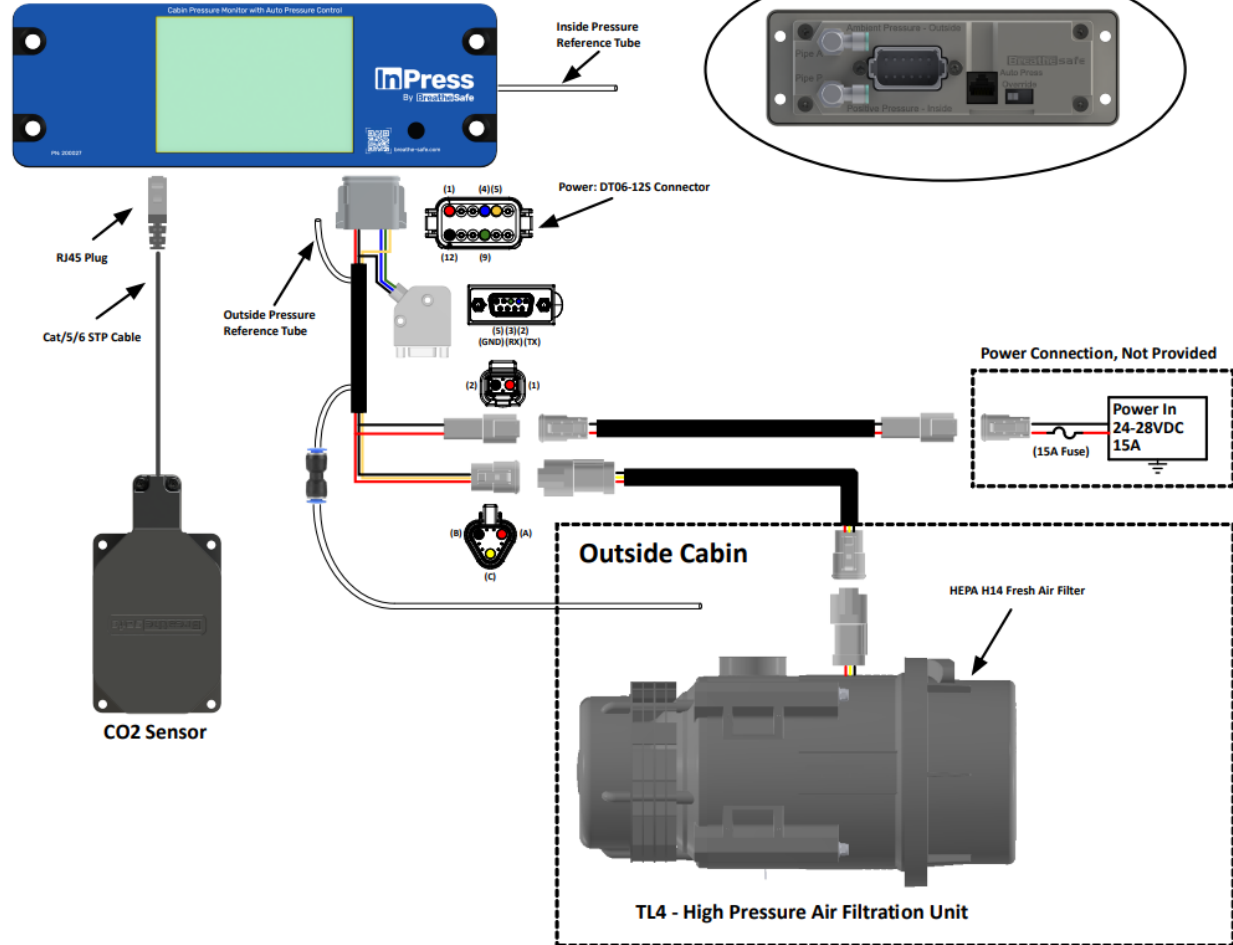 Cabin Pressure Monitor with Auto Pressure Control
InPress
By BreatheSafe
PN: 200027
breathe-safe.com
Inside Pressure
Reference Tube
Ambient Pressure - Outside
Pipe A
BreatheSafe
Auto Press
Override
Pipe B
Positive Pressure - Inside
RJ45 Plug
Cat/5/6 STP Cable
Outside Pressure
Reference Tube
(1) (4) (5)
(12) (9)
Power: DT06-12S Connector
(5) (3) (2)
(GND) (RX) (TX)
(2) (1)
Power Connection, Not Provided
Power In
24-28VDC
15A
(15A Fuse)
(B) (A)
(C)
Outside Cabin
HEPA H14 Fresh Air Filter
BreatheSafe
CO2 Sensor
TL4 - High Pressure Air Filtration Unit